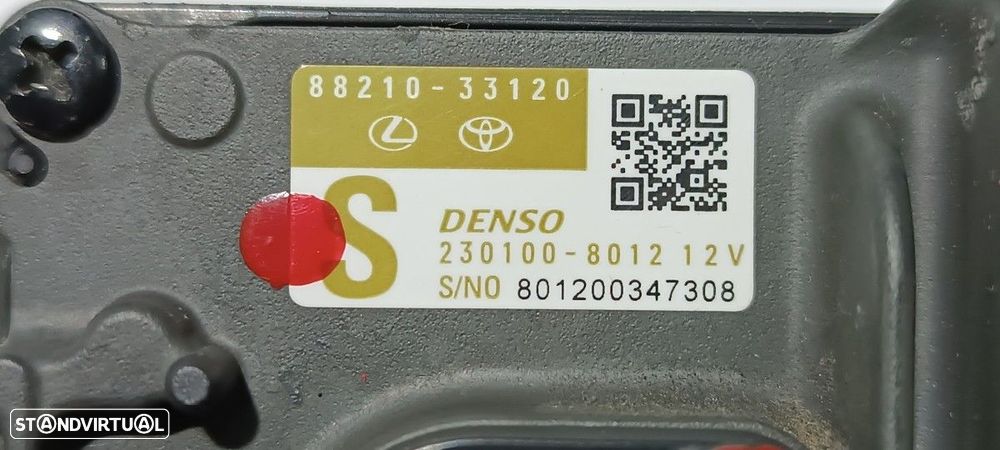 88210-33120
S
DENSO
230100-8012 12V
S/NO 801200347308
STANDVIRTUAL